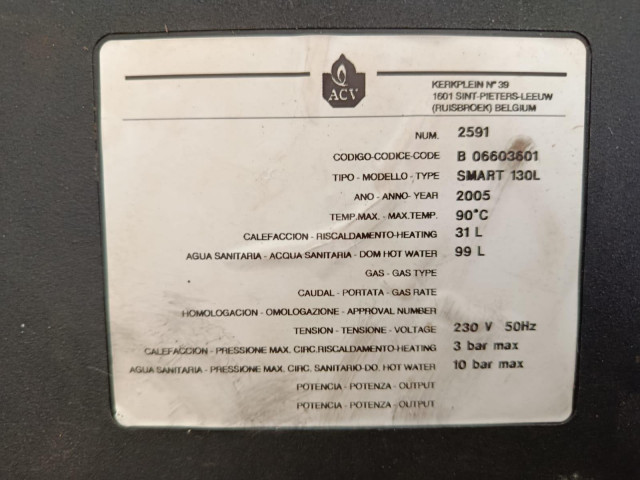 ACV
KERKPLEIN Nº 39
1601 SINT-PIETERS-LEEUW
(RUISBROEK) BELGIUM
NUM. 2591
CODIGO-CODICE-CODE B 06603601
TIPO - MODELLO - TYPE SMART 130L
ANO - ANNO- YEAR 2005
TEMP.MAX. - MAX.TEMP. 90°C
CALEFACCION - RISCALDAMENTO-HEATING 31 L
AGUA SANITARIA - ACQUA SANITARIA - DOM HOT WATER 99 L
GAS - GAS TYPE
CAUDAL - PORTATA - GAS RATE
HOMOLOGACION - OMOLOGAZIONE - APPROVAL NUMBER
TENSION - TENSIONE - VOLTAGE 230 V 50Hz
CALEFACCION - PRESSIONE MAX. CIRC.RISCALDAMENTO-HEATING 3 bar max
AGUA SANITARIA - PRESSIONE MAX. CIRC. SANITARIO-DO. HOT WATER 10 bar max
POTENCIA - POTENZA - OUTPUT
POTENCIA - POTENZA - OUTPUT